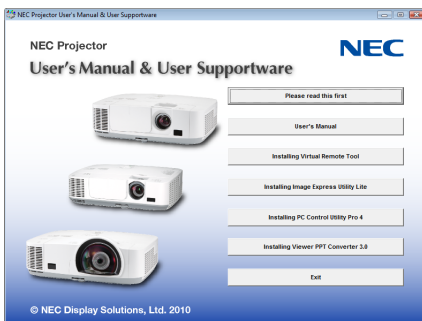 NEC Projector User's Manual & User Supportware
NEC Projector
NEC
User's Manual & User Supportware
Please read this first
User's Manual
Installing Virtual Remote Tool
Installing Image Express Utility Lite
Installing PC Control Utility Pro 4
Installing Viewer PPT Converter 3.0
Exit
© NEC Display Solutions, Ltd. 2010